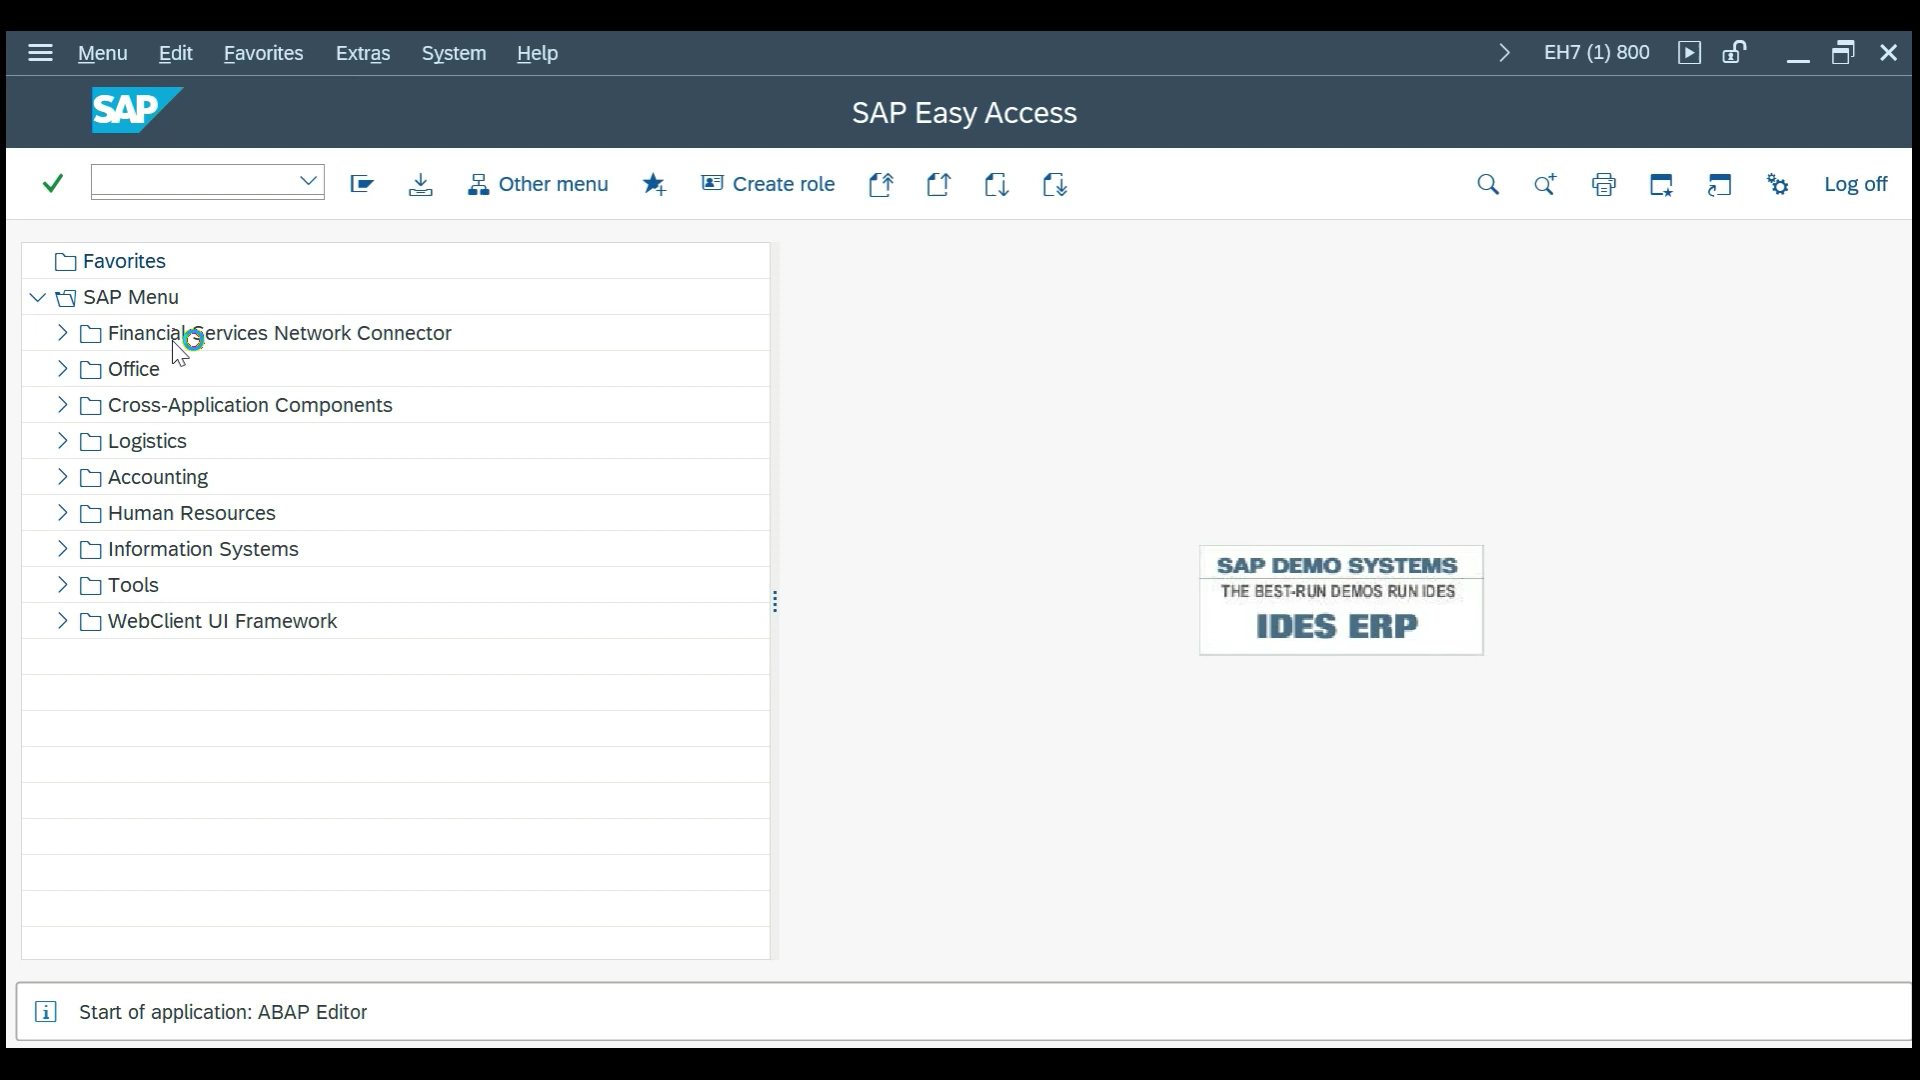 Menu Edit Favorites Extras System Help EH7 (1) 800
SAP SAP Easy Access
Other menu Create role Log off
Favorites
SAP Menu
Financial Services Network Connector
Office
Cross-Application Components
Logistics
Accounting
Human Resources
Information Systems
Tools
WebClient UI Framework
SAP DEMO SYSTEMS
THE BEST-RUN DEMOS RUN IDES
IDES ERP
Start of application: ABAP Editor